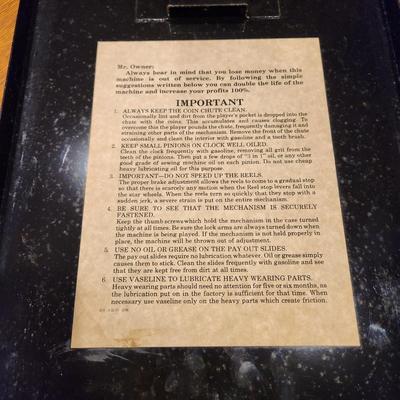 Mr. Owner:
Always bear in mind that you lose money when this
machine is out of service. By following the simple
suggestions written below you can double the life of the
machine and increase your profits 100%.
IMPORTANT
1. ALWAYS KEEP THE COIN CHUTE CLEAN.
Occasionally lint and dirt from the player's pocket is dropped into the
chute with the coins. This accumulates and causes clogging. To
overcome this the player pounds the chute, frequently damaging it and
straining other parts of the mechanism. Remove the front of the chute
occasionally and clean the interior with gasoline and a tooth brush.
2. KEEP SMALL PINIONS ON CLOCK WELL OILED.
Clean the clock frequently with gasoline, removing all grit from the
teeth of the pinions. Then put a few drops of "3 in 1" oil, or any other
good grade of sewing machine oil on each pinion. Do not use cheap
heavy lubricating oil for this purpose.
3. IMPORTANT—DO NOT SPEED UP THE REELS.
The proper brake adjustment allows the reels to come to a gradual stop
so that there is scarcely any motion when the Reel stop levers fall into
the star wheels. When the reels turn so quickly that they stop with a
sudden jerk, a severe strain is put on the entire mechanism.
4. BE SURE TO SEE THAT THE MECHANISM IS SECURELY
FASTENED.
Keep the thumb screws which hold the mechanism in the case turned
tightly at all times. Be sure the lock arms are always turned down when
the machine is being played. If the mechanism is not held properly in
place, the machine will be thrown out of adjustment.
5. USE NO OIL OR GREASE ON THE PAY OUT SLIDES.
The pay out slides require no lubrication whatever. Oil or grease simply
causes them to stick. Clean the slides frequently with gasoline and see
that they are kept free from dirt at all times.
6. USE VASELINE TO LUBRICATE HEAVY WEARING PARTS.
Heavy wearing parts should need no attention for five or six months, as
the lubrication put on in the factory is sufficient for that time. When
necessary use vaseline only on the heavy parts which create friction.